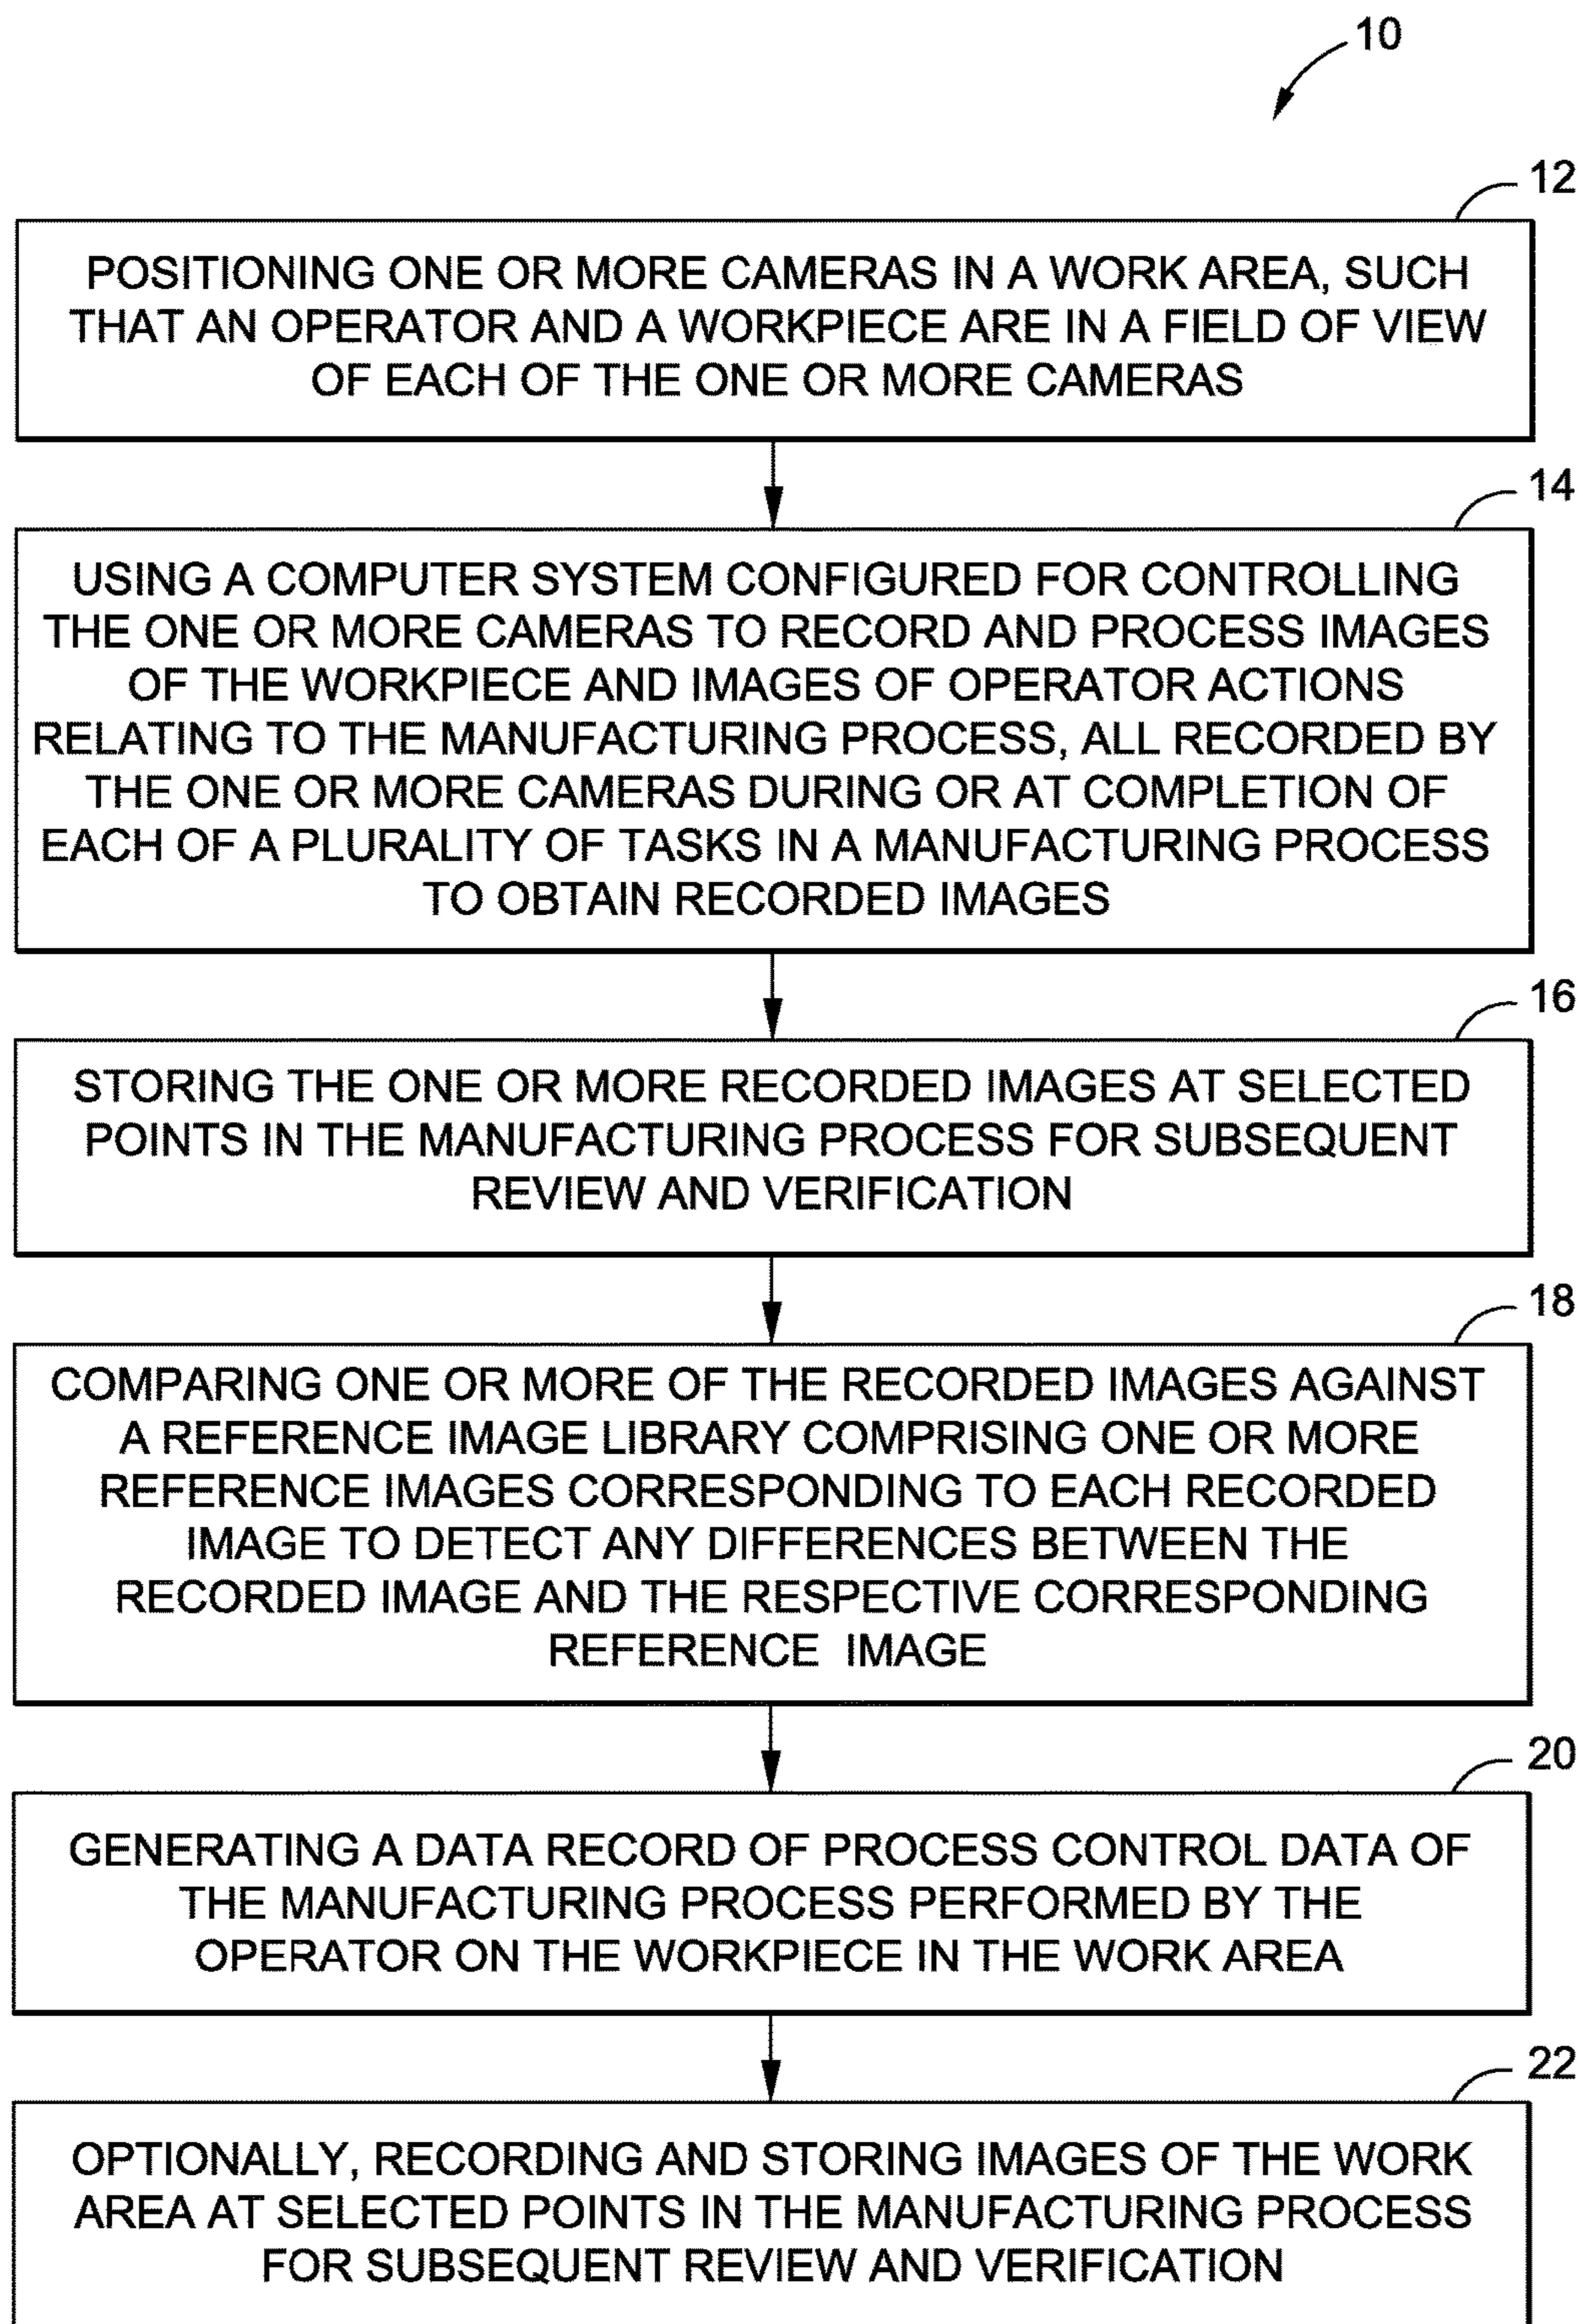 10
12
POSITIONING ONE OR MORE CAMERAS IN A WORK AREA, SUCH
THAT AN OPERATOR AND A WORKPIECE ARE IN A FIELD OF VIEW
OF EACH OF THE ONE OR MORE CAMERAS
14
USING A COMPUTER SYSTEM CONFIGURED FOR CONTROLLING
THE ONE OR MORE CAMERAS TO RECORD AND PROCESS IMAGES
OF THE WORKPIECE AND IMAGES OF OPERATOR ACTIONS
RELATING TO THE MANUFACTURING PROCESS, ALL RECORDED BY
THE ONE OR MORE CAMERAS DURING OR AT COMPLETION OF
EACH OF A PLURALITY OF TASKS IN A MANUFACTURING PROCESS
TO OBTAIN RECORDED IMAGES
16
STORING THE ONE OR MORE RECORDED IMAGES AT SELECTED
POINTS IN THE MANUFACTURING PROCESS FOR SUBSEQUENT
REVIEW AND VERIFICATION
18
COMPARING ONE OR MORE OF THE RECORDED IMAGES AGAINST
A REFERENCE IMAGE LIBRARY COMPRISING ONE OR MORE
REFERENCE IMAGES CORRESPONDING TO EACH RECORDED
IMAGE TO DETECT ANY DIFFERENCES BETWEEN THE
RECORDED IMAGE AND THE RESPECTIVE CORRESPONDING
REFERENCE IMAGE
20
GENERATING A DATA RECORD OF PROCESS CONTROL DATA OF
THE MANUFACTURING PROCESS PERFORMED BY THE
OPERATOR ON THE WORKPIECE IN THE WORK AREA
22
OPTIONALLY, RECORDING AND STORING IMAGES OF THE WORK
AREA AT SELECTED POINTS IN THE MANUFACTURING PROCESS
FOR SUBSEQUENT REVIEW AND VERIFICATION